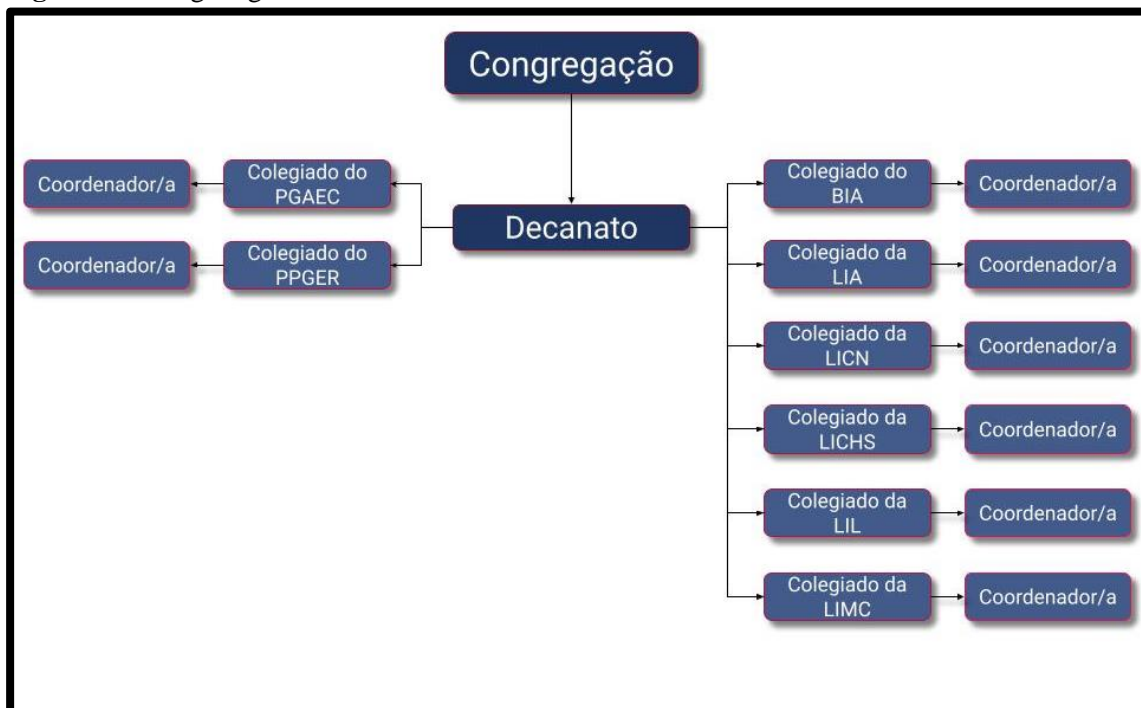 Congregação
Coordenador/a
Colegiado do
PGAEC
Decanato
Coordenador/a
Colegiado do
PPGER
Colegiado do
BIA
Coordenador/a
Colegiado da
LIA
Coordenador/a
Colegiado da
LICN
Coordenador/a
Colegiado da
LICHS
Coordenador/a
Colegiado da
LIL
Coordenador/a
Colegiado da
LIMC
Coordenador/a